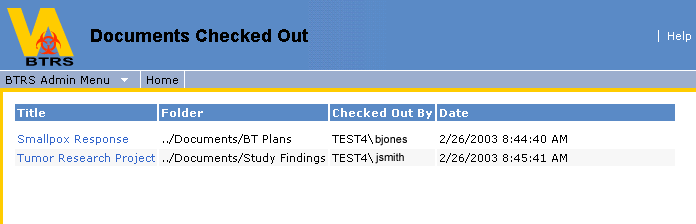 VA
BTRS
Documents Checked Out
Help
BTRS Admin Menu Home
Title Folder Checked Out By Date
Smallpox Response ../Documents/BT Plans TEST4\bjones 2/26/2003 8:44:40 AM
Tumor Research Project ../Documents/Study Findings TEST4\jsmith 2/26/2003 8:45:41 AM